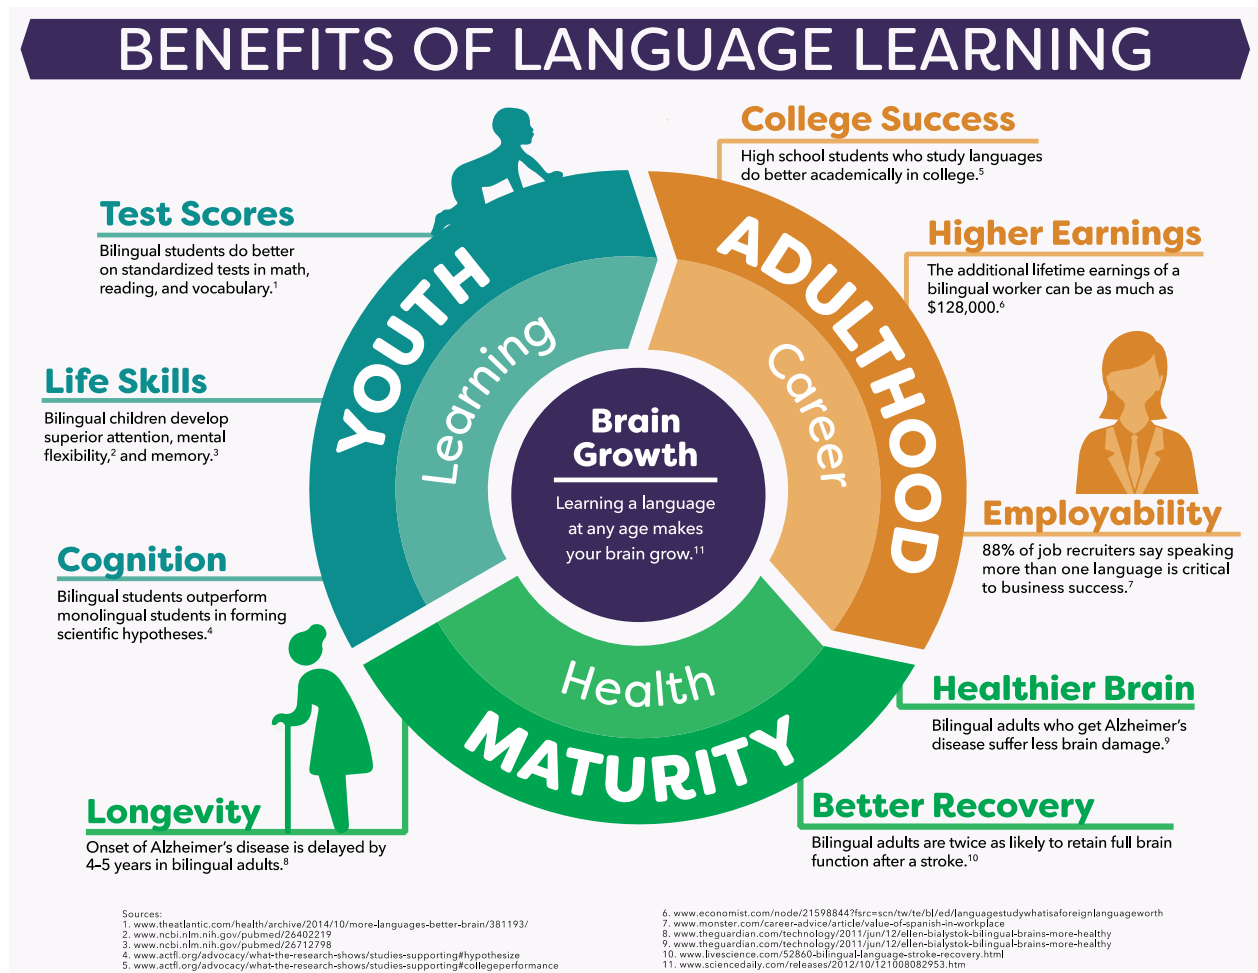 BENEFITS OF LANGUAGE LEARNING
Test Scores
Bilingual students do better
on standardized tests in math,
reading, and vocabulary.1
Life Skills
Bilingual children develop
superior attention, mental
flexibility,2 and memory.3
Cognition
Bilingual students outperform
monolingual students in forming
scientific hypotheses.4
YOUTH
Learning
College Success
High school students who study languages
do better academically in college.5
Higher Earnings
The additional lifetime earnings of a
bilingual worker can be as much as
$128,000.6
Employability
88% of job recruiters say speaking
more than one language is critical
to business success.7
ADULTHOOD
Career
Brain
Growth
Learning a language
at any age makes
your brain grow.11
Health
MATURITY
Healthier Brain
Bilingual adults who get Alzheimer’s
disease suffer less brain damage.9
Better Recovery
Bilingual adults are twice as likely to retain full brain
function after a stroke.10
Longevity
Onset of Alzheimer’s disease is delayed by
4–5 years in bilingual adults.8
Sources:
1. www.theatlantic.com/health/archive/2014/10/more-languages-better-brain/381193/
2. www.ncbi.nlm.nih.gov/pubmed/26402219
3. www.ncbi.nlm.nih.gov/pubmed/26712798
4. www.actfl.org/advocacy/what-the-research-shows/studies-supporting#hypothesize
5. www.actfl.org/advocacy/what-the-research-shows/studies-supporting#collegeperformance
6. www.economist.com/node/21598844?fsrc=scn/tw/te/bl/ed/languagestudywhatisaforeignlanguageworth
7. www.monster.com/career-advice/article/value-of-spanish-in-workplace
8. www.theguardian.com/technology/2011/jun/12/ellen-bialystok-bilingual-brains-more-healthy
9. www.theguardian.com/technology/2011/jun/12/ellen-bialystok-bilingual-brains-more-healthy
10. www.livescience.com/52860-bilingual-language-stroke-recovery.html
11. www.sciencedaily.com/releases/2012/10/121008082953.htm